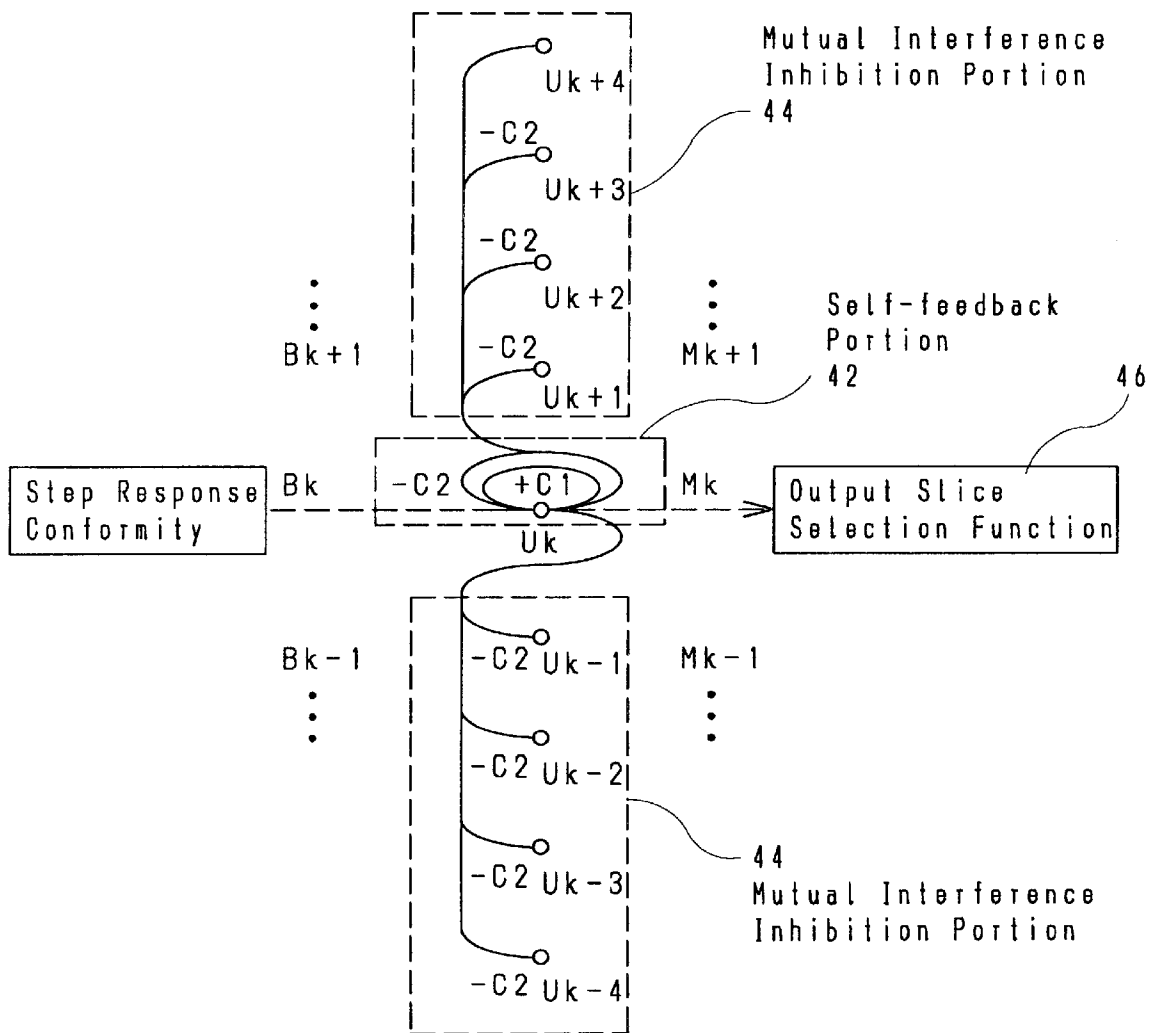 Mutual Interference
Inhibition Portion
44
Uk+4
-C2
Uk+3
-C2
Uk+2
-C2
Uk+1
Bk+1
Mk+1
Self-feedback
Portion
42
46
Step Response
Conformity
Bk
-C2
+C1
Mk
Uk
Output Slice
Selection Function
Bk-1
-C2 Uk-1
Mk-1
-C2 Uk-2
-C2 Uk-3
-C2 Uk-4
44
Mutual Interference
Inhibition Portion